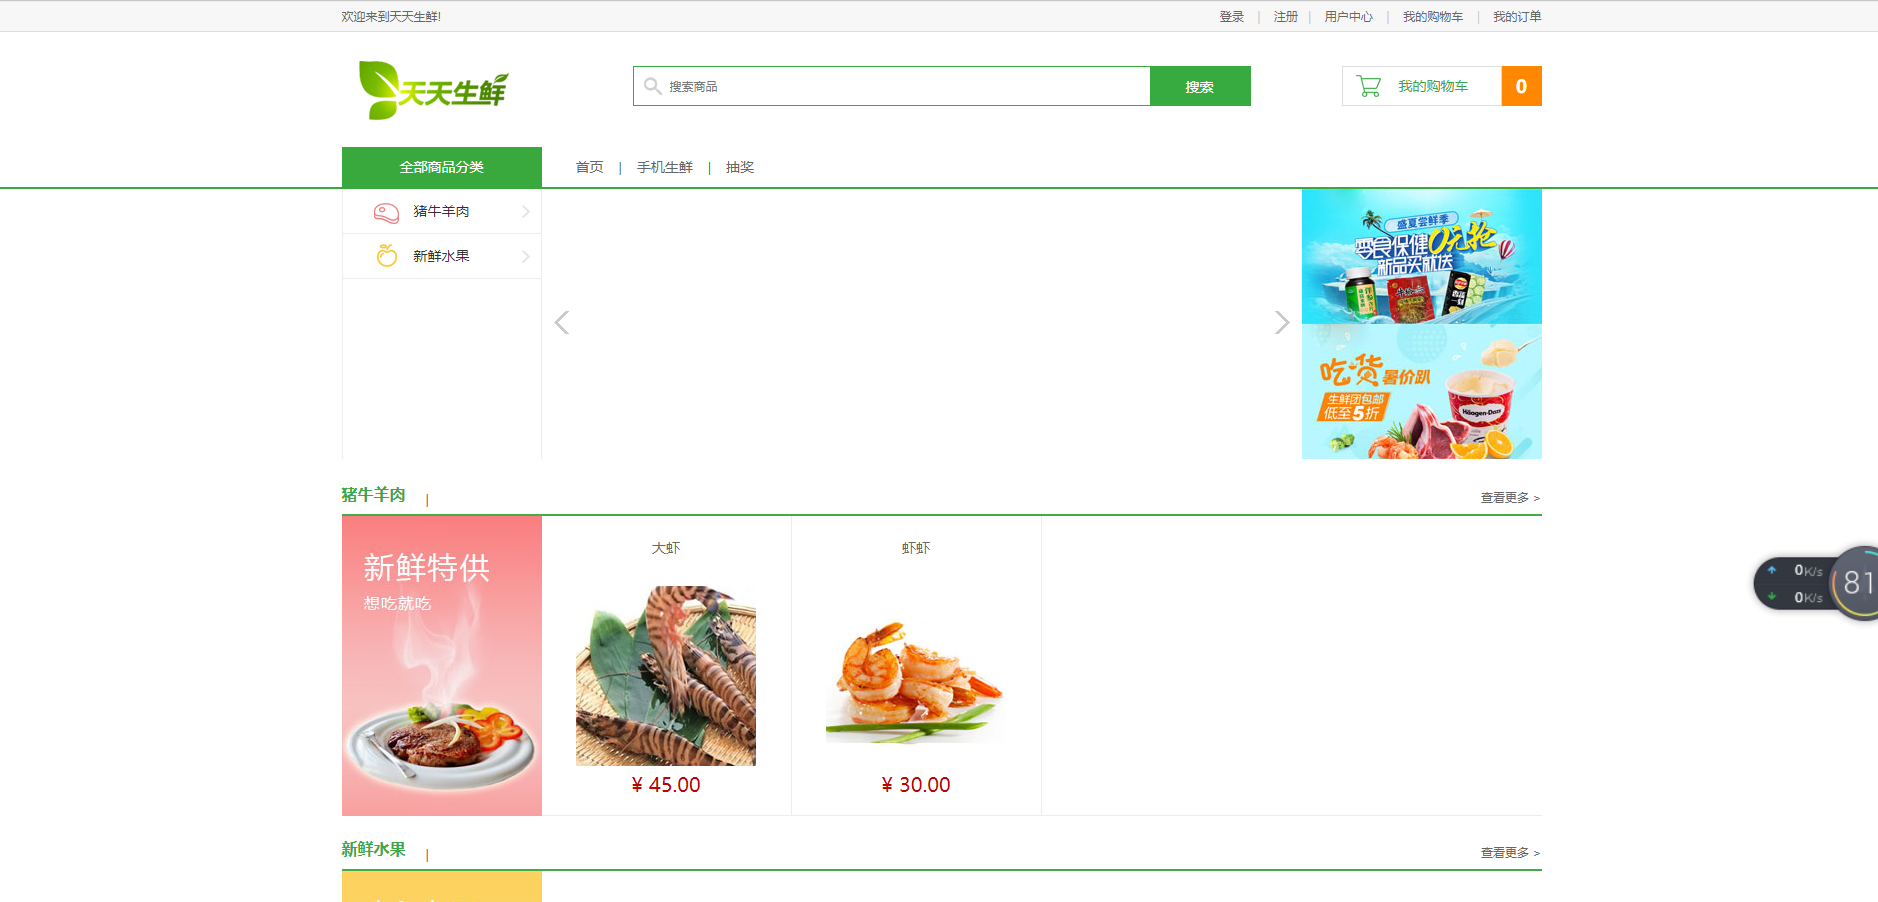 欢迎来到天天生鲜!
登录 | 注册 | 用户中心 | 我的购物车 | 我的订单
天天生鲜
搜索商品
搜索
我的购物车
0
全部商品分类
首页 | 手机生鲜 | 抽奖
猪牛羊肉
新鲜水果
盛夏尝鲜季
零食保健0元抢
新品买就送
吃货暑价趴
生鲜团包邮
低至5折
Häagen-Dazs
猪牛羊肉 |
查看更多 >
新鲜特供
想吃就吃
大虾
¥ 45.00
虾虾
¥ 30.00
0K/s
0K/s
81
新鲜水果 |
查看更多 >